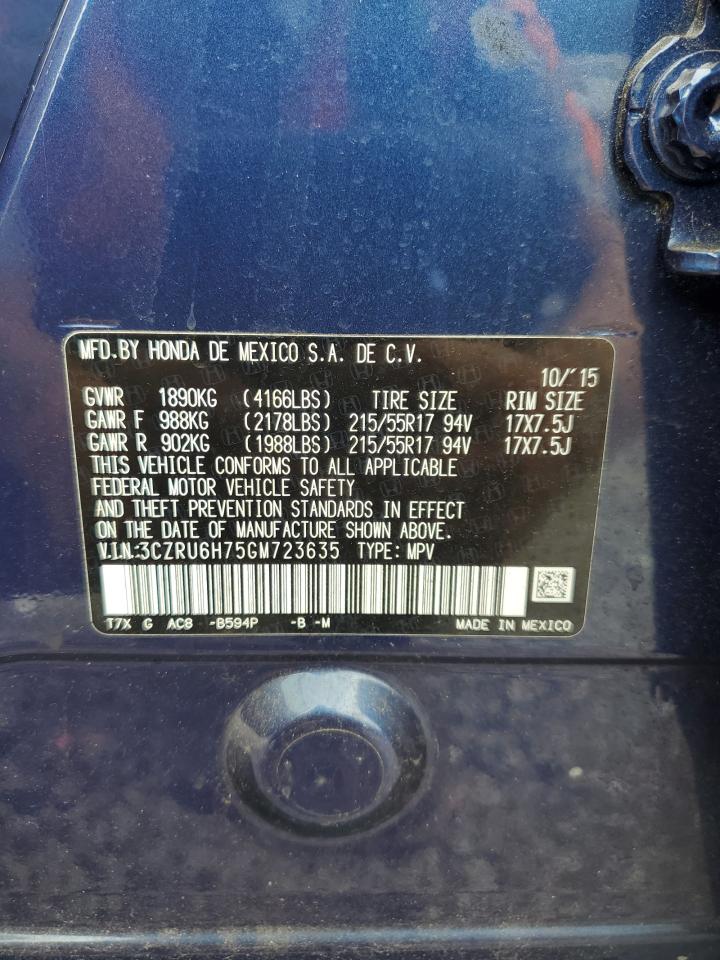 MFD.BY HONDA DE MEXICO S.A. DE C.V.
10/'15
GVWR 1890KG (4166LBS) TIRE SIZE RIM SIZE
GAWR F 988KG (2178LBS) 215/55R17 94V 17X7.5J
GAWR R 902KG (1988LBS) 215/55R17 94V 17X7.5J
THIS VEHICLE CONFORMS TO ALL APPLICABLE
FEDERAL MOTOR VEHICLE SAFETY
AND THEFT PREVENTION STANDARDS IN EFFECT
ON THE DATE OF MANUFACTURE SHOWN ABOVE.
V.I.N.:3CZRU6H75GM723635 TYPE: MPV
T7X G AC8 -B594P -B -M MADE IN MEXICO